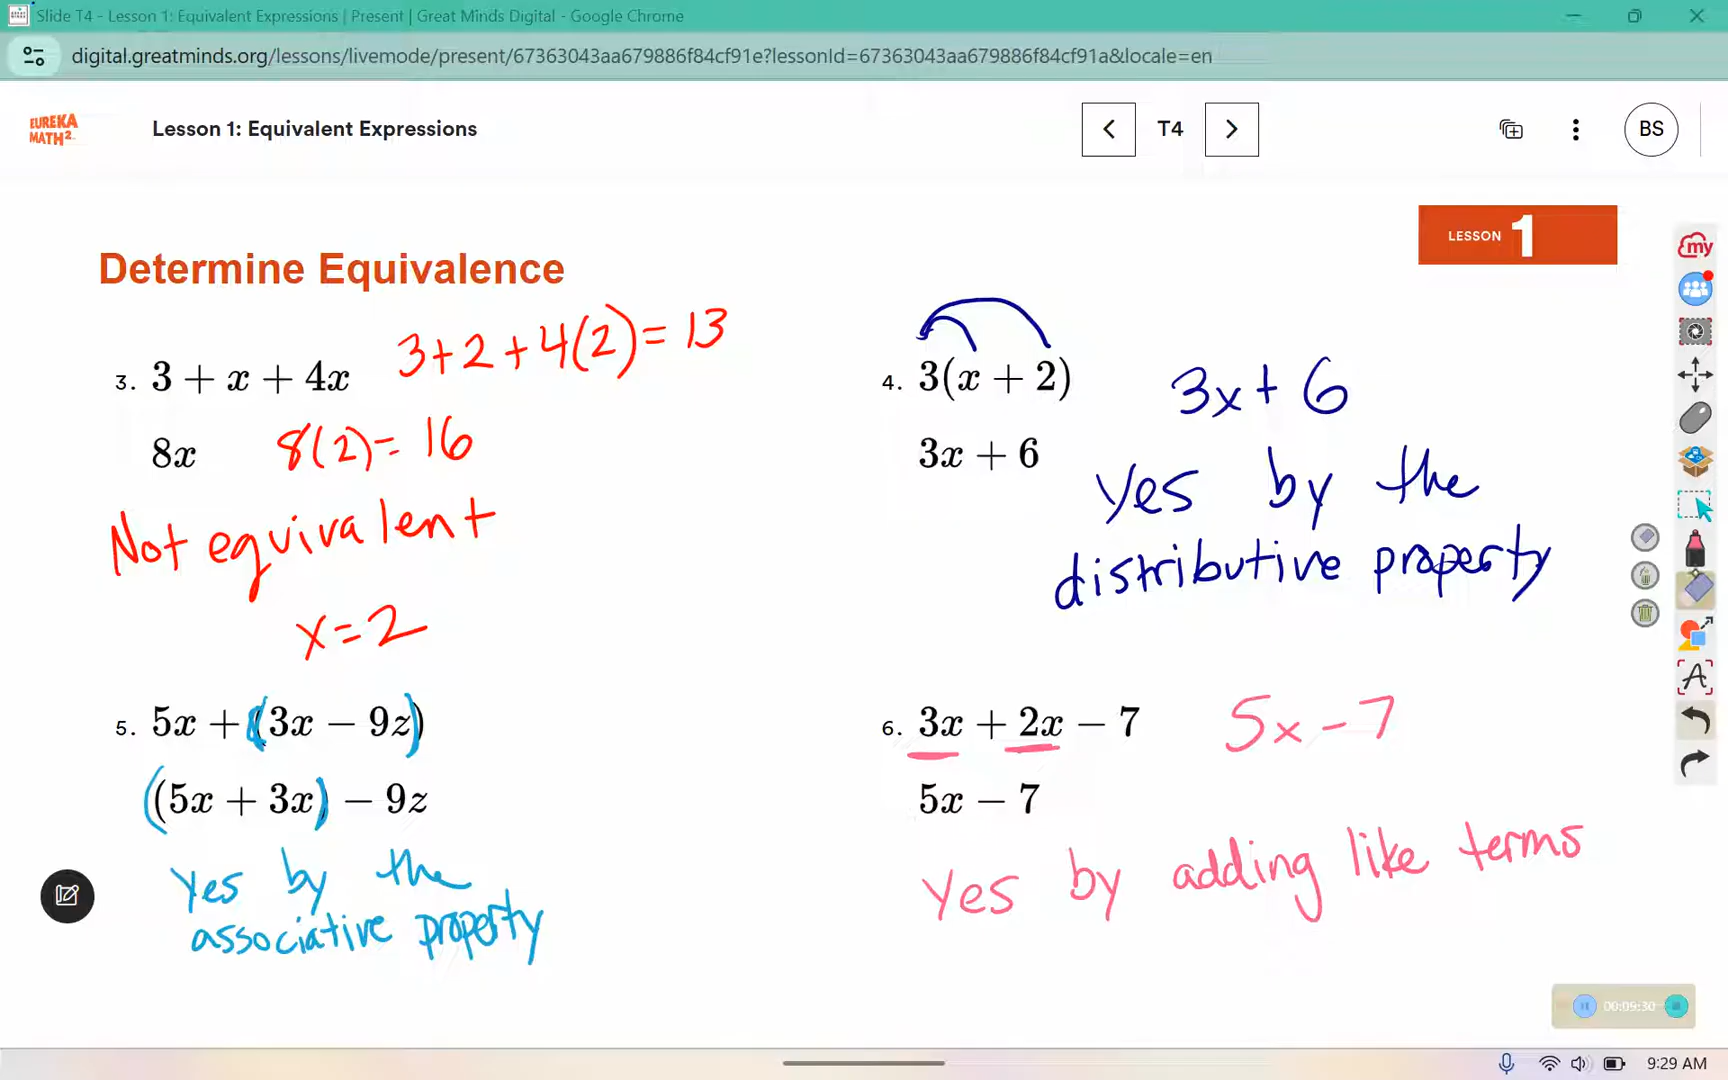 Slide T4 - Lesson 1: Equivalent Expressions | Present | Great Minds Digital - Google Chrome
digital.greatminds.org/lessons/livemode/present/67363043aa679886f84cf91e?lessonId=67363043aa679886f84cf91a&locale=en
EUREKA
MATH²
Lesson 1: Equivalent Expressions
T4
BS
LESSON 1
my
Determine Equivalence
3. 3 + x + 4x
3+2+4(2)=13
8x
8(2)=16
Not equivalent
x=2
4. 3(x + 2)
3x+6
3x + 6
yes by the
distributive property
5. 5x + (3x − 9z)
(5x + 3x) − 9z
yes by the
associative property
6. 3x + 2x − 7
5x-7
5x − 7
yes by adding like terms
A
00:09:30
9:29 AM